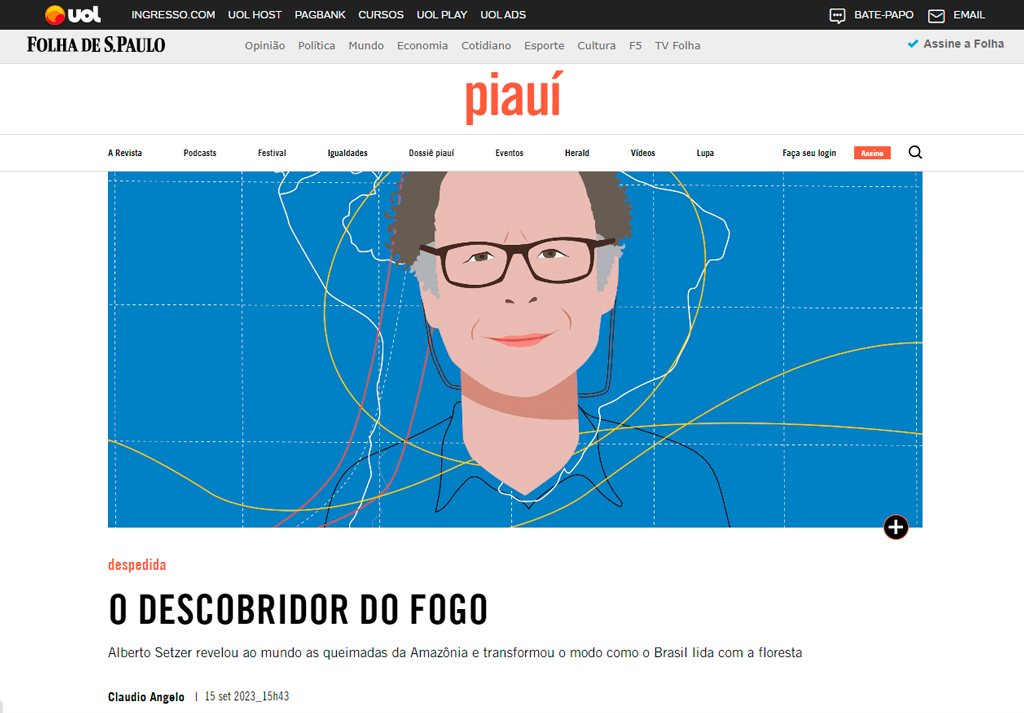 uol INGRESSO.COM UOL HOST PAGBANK CURSOS UOL PLAY UOL ADS BATE-PAPO EMAIL
FOLHA DE S.PAULO Opinião Política Mundo Economia Cotidiano Esporte Cultura F5 TV Folha Assine a Folha
piauí
A Revista Podcasts Festival Igualdades Dossiê piauí Eventos Herald Vídeos Lupa Faça seu login Assine
despedida
O DESCOBRIDOR DO FOGO
Alberto Setzer revelou ao mundo as queimadas da Amazônia e transformou o modo como o Brasil lida com a floresta
Claudio Angelo | 15 set 2023_15h43